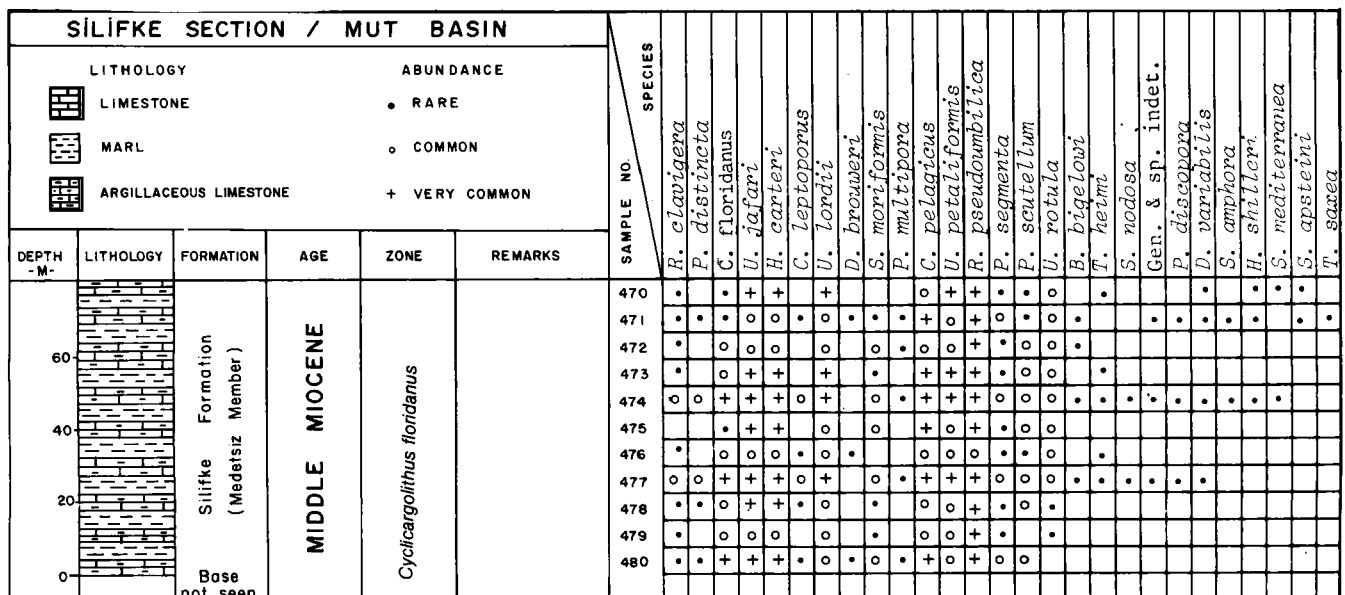 SİLİFKE SECTION / MUT BASIN
LITHOLOGY
ABUNDANCE
LIMESTONE
• RARE
MARL
o COMMON
ARGILLACEOUS LIMESTONE
+ VERY COMMON
SAMPLE NO.
SPECIES
R. clavigera
P. distincta
C. floridanus
U. jafari
H. carteri
C. leptoporus
U. lordii
D. brouweri
S. moriformis
P. multipora
C. pelagicus
U. petaliformis
R. pseudoumbilica
P. segmenta
P. scutellum
U. rotula
B. bigelowi
T. heimi
S. nodosa
Gen. & sp. indet.
P. discopora
D. variabilis
S. amphora
H. shilleri
S. mediterranea
S. apsteini
T. saxea
DEPTH -M- LITHOLOGY FORMATION AGE ZONE REMARKS
60
40
20
0
Silifke Formation
(Medetsiz Member)
Base
not seen
MIDDLE MIOCENE
Cyclicargolithus floridanus
470 • • + + + o + + • • o • • • • •
471 • • • o o • o • • • + o + o • o • • • • • • • •
472 • o o o o o • o o + • o o •
473 • o + + + • + + + • o o •
474 o o + + + o + o • + + + o o o • • • • • • • • •
475 • + + o o + o + • o o
476 • o o o • o • o o o • • o •
477 o o + + + o + o • + + + o o o • • • • • •
478 • • o + + • o • o o + • o •
479 • o o o o • o o + • •
480 • • + + + • o • o • + o + o o